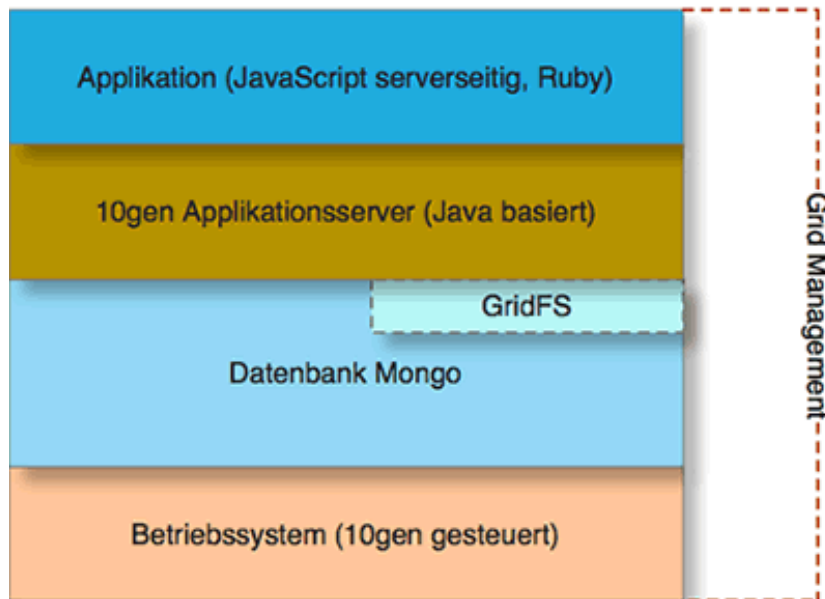 Applikation (JavaScript serverseitig, Ruby)
10gen Applikationsserver (Java basiert)
GridFS
Datenbank Mongo
Betriebssystem (10gen gesteuert)
Grid Management